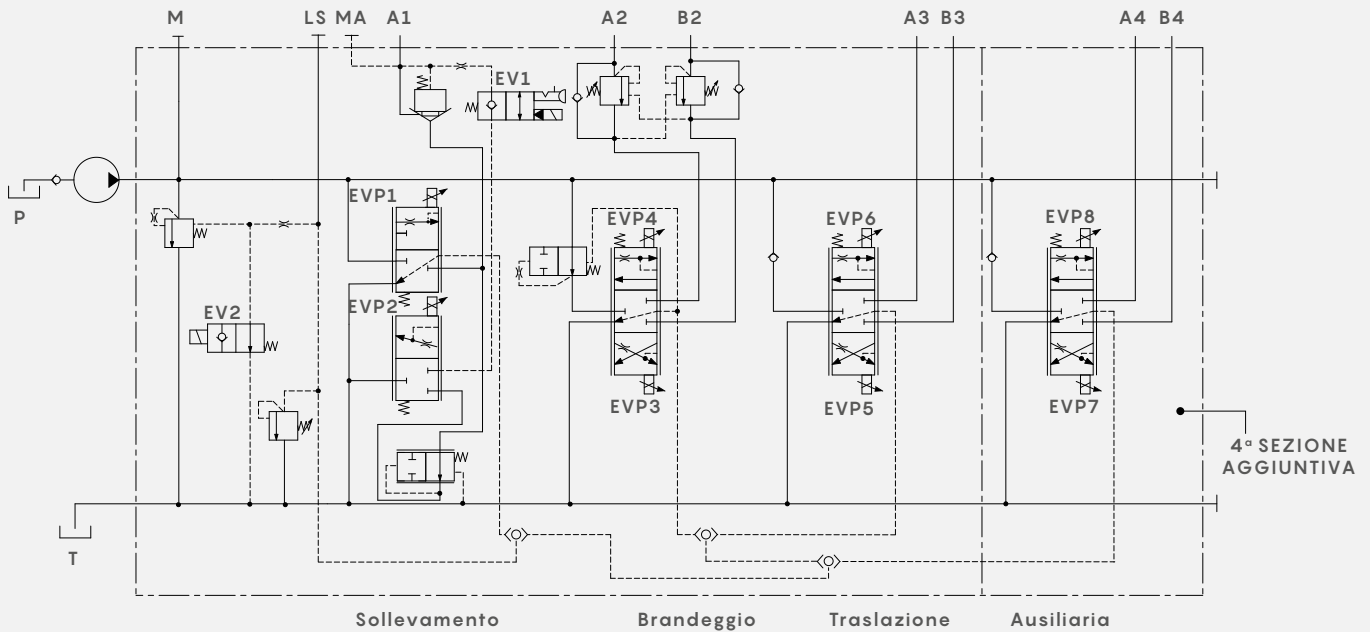 M LS MA A1 A2 B2 A3 B3 A4 B4
EV1
P
EVP1 EVP4 EVP6 EVP8
EVP2
EV2
EVP3 EVP5 EVP7
4ª SEZIONE
AGGIUNTIVA
T
Sollevamento Brandeggio Traslazione Ausiliaria